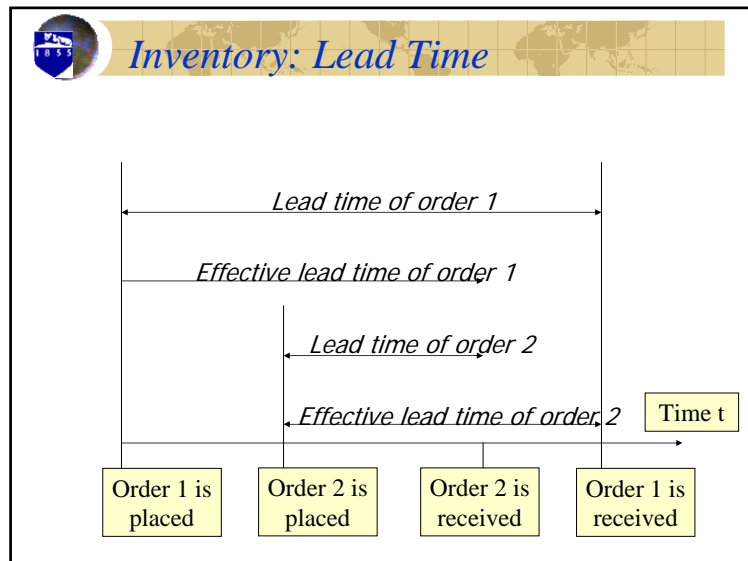 Inventory: Lead Time
1855
Lead time of order 1
Effective lead time of order 1
Lead time of order 2
Effective lead time of order 2
Time t
Order 1 is
placed
Order 2 is
placed
Order 2 is
received
Order 1 is
received